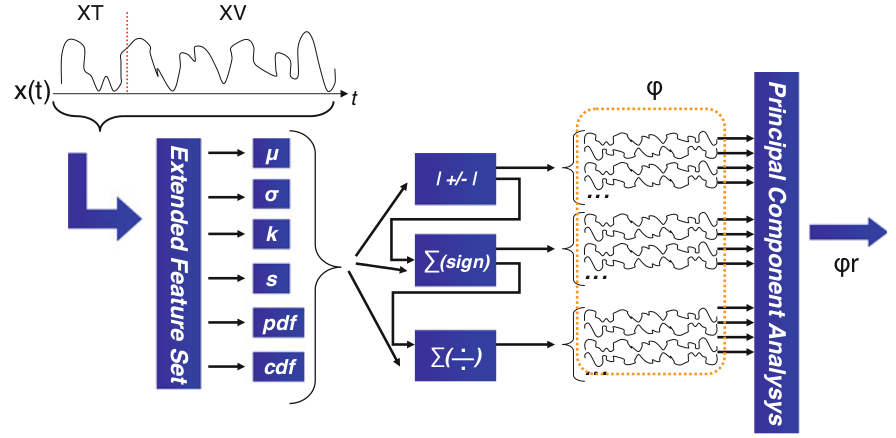 XT
XV
x(t)
t
Extended Feature Set
μ
σ
k
s
pdf
cdf
| +/- |
∑(sign)
∑(÷)
φ
...
...
...
Principal Component Analysys
φr